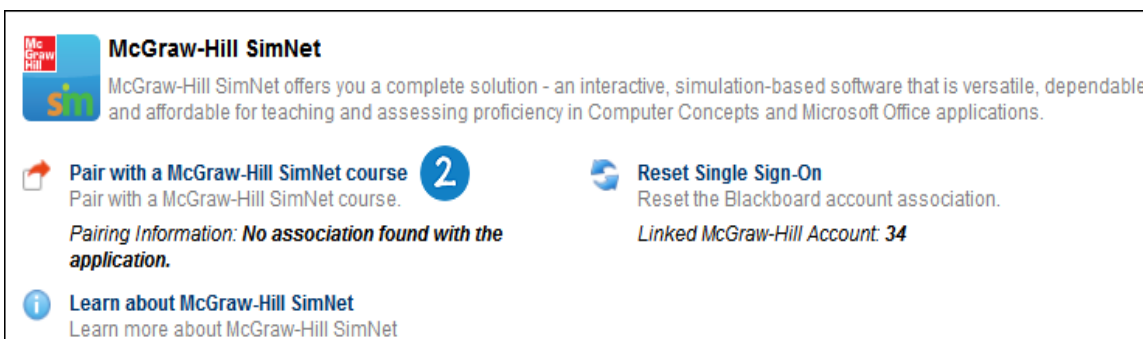 Mc
Graw
Hill
sim
McGraw-Hill SimNet
McGraw-Hill SimNet offers you a complete solution - an interactive, simulation-based software that is versatile, dependable
and affordable for teaching and assessing proficiency in Computer Concepts and Microsoft Office applications.
Pair with a McGraw-Hill SimNet course 2
Pair with a McGraw-Hill SimNet course.
Pairing Information: No association found with the
application.
Reset Single Sign-On
Reset the Blackboard account association.
Linked McGraw-Hill Account: 34
i Learn about McGraw-Hill SimNet
Learn more about McGraw-Hill SimNet